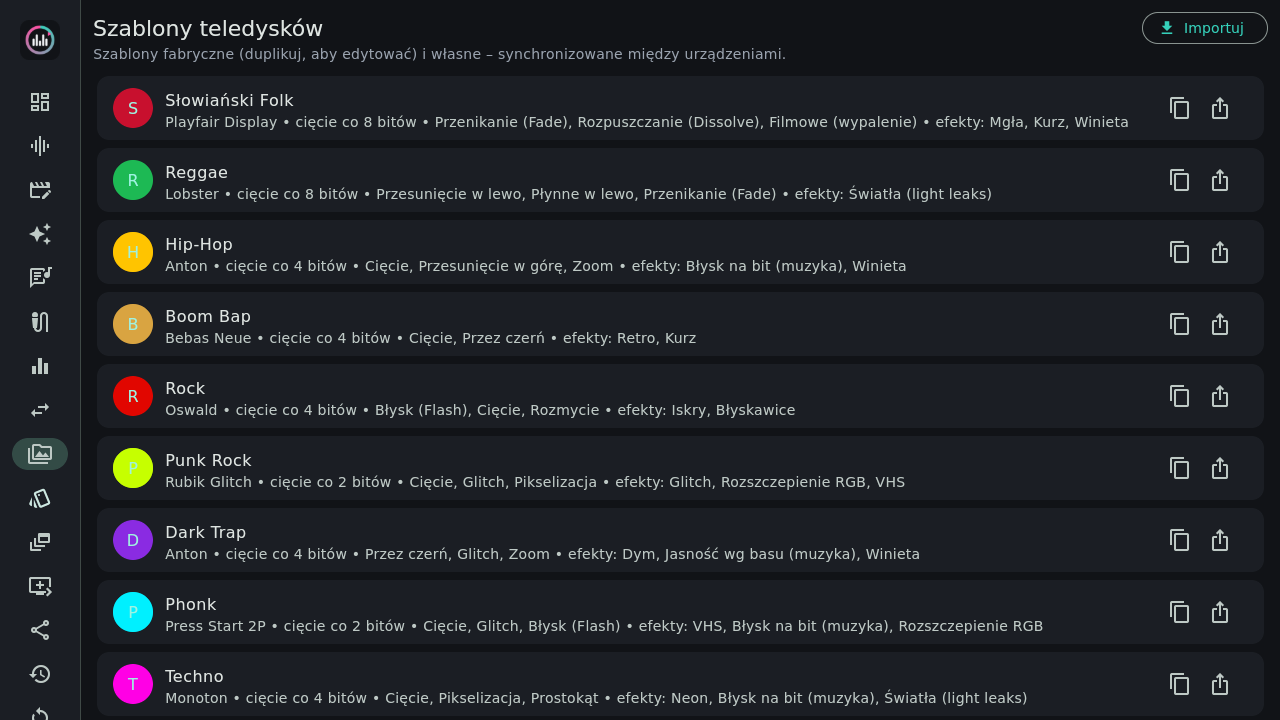 Szablony teledysków
Importuj
Szablony fabryczne (duplikuj, aby edytować) i własne – synchronizowane między urządzeniami.
S
Słowiański Folk
Playfair Display • cięcie co 8 bitów • Przenikanie (Fade), Rozpuszczanie (Dissolve), Filmowe (wypalenie) • efekty: Mgła, Kurz, Winieta
R
Reggae
Lobster • cięcie co 8 bitów • Przesunięcie w lewo, Płynne w lewo, Przenikanie (Fade) • efekty: Światła (light leaks)
H
Hip-Hop
Anton • cięcie co 4 bitów • Cięcie, Przesunięcie w górę, Zoom • efekty: Błysk na bit (muzyka), Winieta
B
Boom Bap
Bebas Neue • cięcie co 4 bitów • Cięcie, Przez czerń • efekty: Retro, Kurz
R
Rock
Oswald • cięcie co 4 bitów • Błysk (Flash), Cięcie, Rozmycie • efekty: Iskry, Błyskawice
P
Punk Rock
Rubik Glitch • cięcie co 2 bitów • Cięcie, Glitch, Pikselizacja • efekty: Glitch, Rozszczepienie RGB, VHS
D
Dark Trap
Anton • cięcie co 4 bitów • Przez czerń, Glitch, Zoom • efekty: Dym, Jasność wg basu (muzyka), Winieta
P
Phonk
Press Start 2P • cięcie co 2 bitów • Cięcie, Glitch, Błysk (Flash) • efekty: VHS, Błysk na bit (muzyka), Rozszczepienie RGB
T
Techno
Monoton • cięcie co 4 bitów • Cięcie, Pikselizacja, Prostokąt • efekty: Neon, Błysk na bit (muzyka), Światła (light leaks)